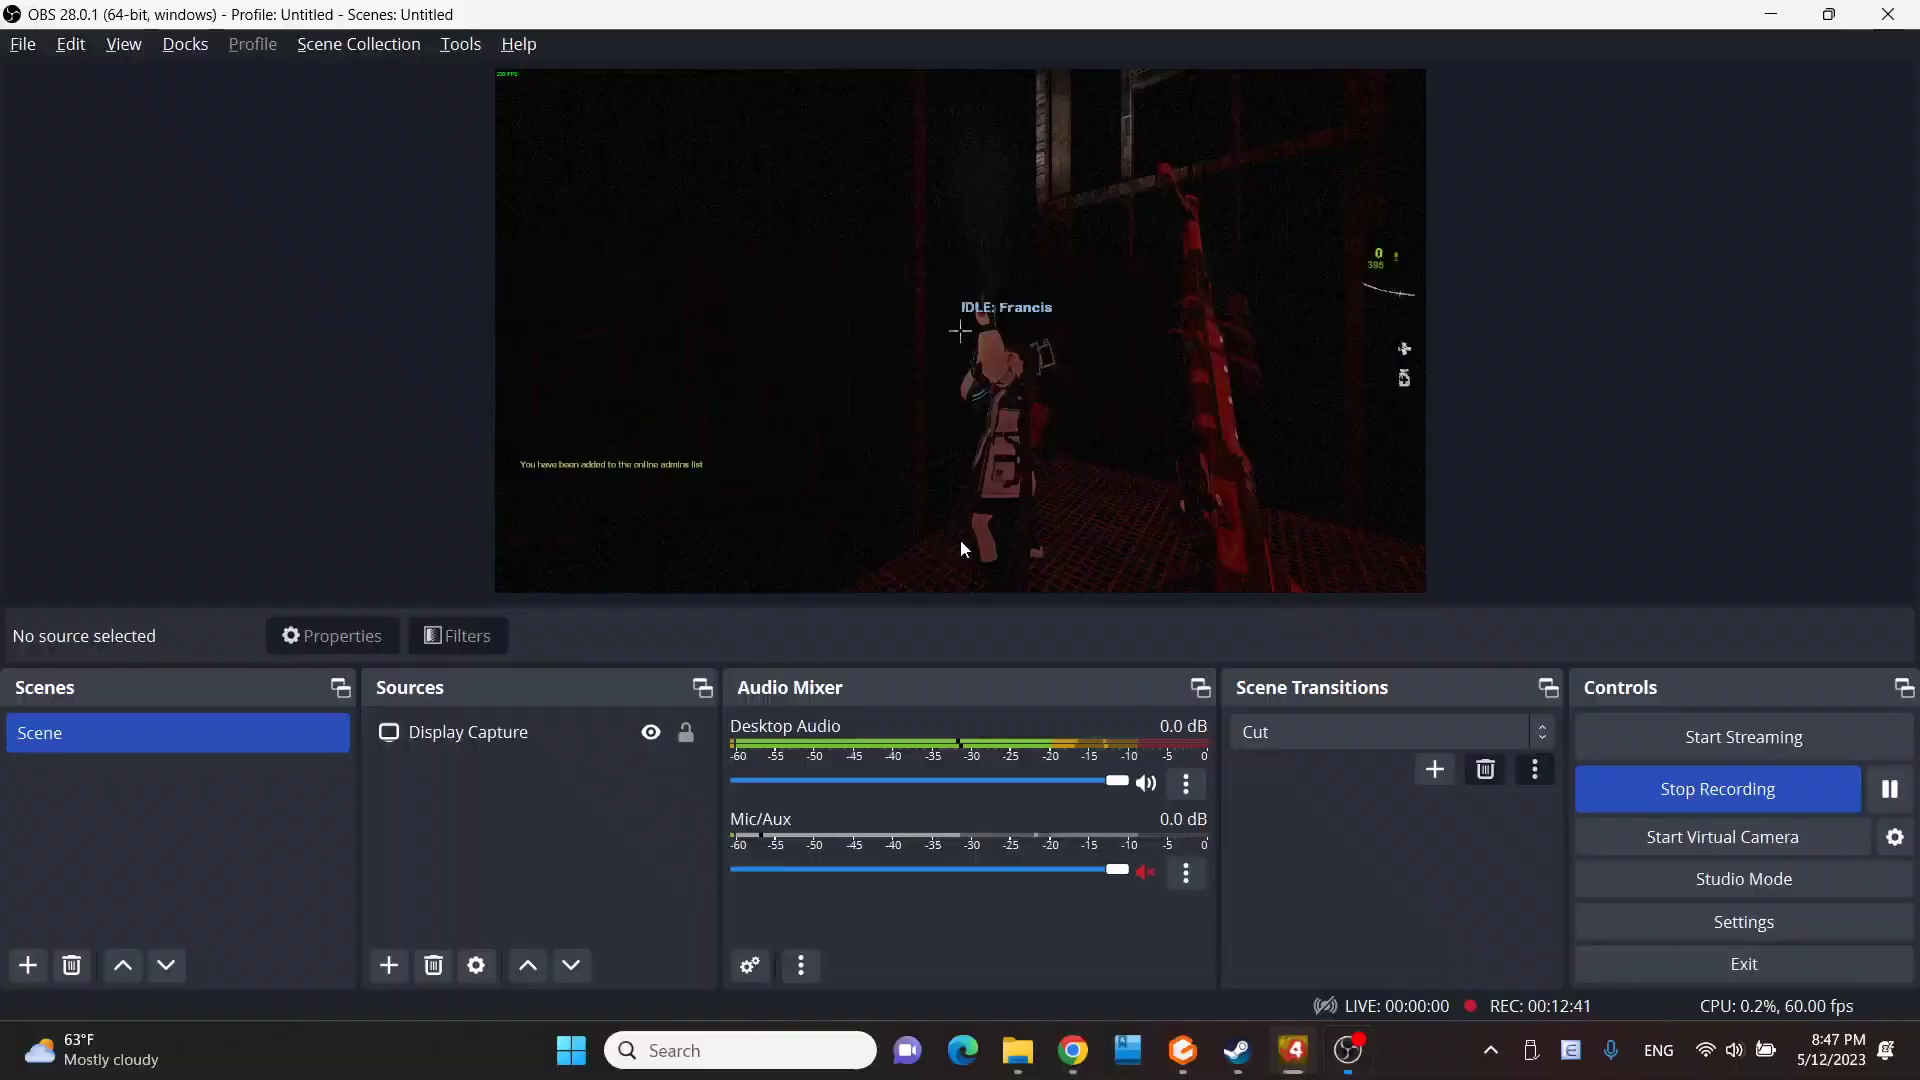 OBS 28.0.1 (64-bit, windows) - Profile: Untitled - Scenes: Untitled
File Edit View Docks Profile Scene Collection Tools Help
IDLE: Francis
0
You have been added to the online admins list
No source selected Properties Filters
Scenes Sources Audio Mixer Scene Transitions Controls
Scene
Display Capture
Desktop Audio 0.0 dB
-60 -55 -50 -45 -40 -35 -30 -25 -20 -15 -10 -5 0
Mic/Aux 0.0 dB
-60 -55 -50 -45 -40 -35 -30 -25 -20 -15 -10 -5 0
Cut
Start Streaming
Stop Recording
Start Virtual Camera
Studio Mode
Settings
Exit
LIVE: 00:00:00 REC: 00:12:41 CPU: 0.2%, 60.00 fps
63°F
Mostly cloudy
Search
4
ENG
8:47 PM
5/12/2023